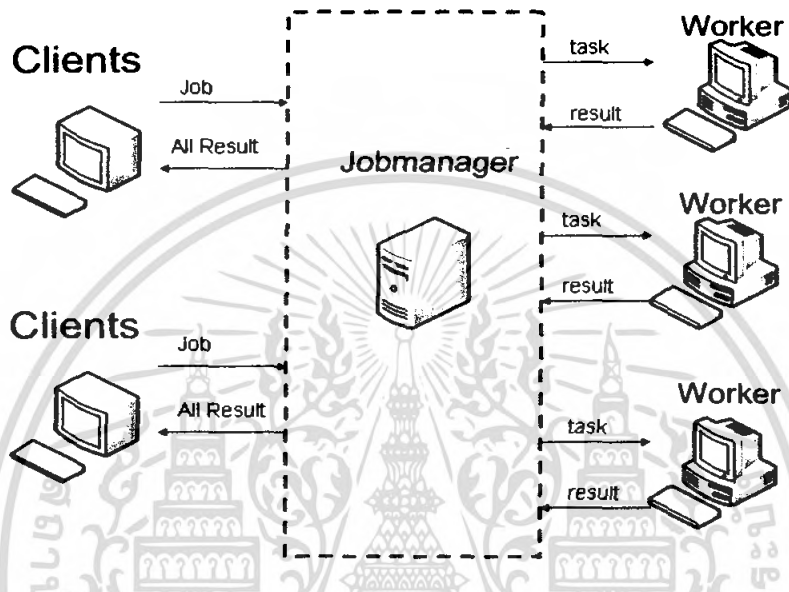 Clients
Job
All Result
Clients
Job
All Result
Jobmanager
task
Worker
result
task
Worker
result
task
Worker
result